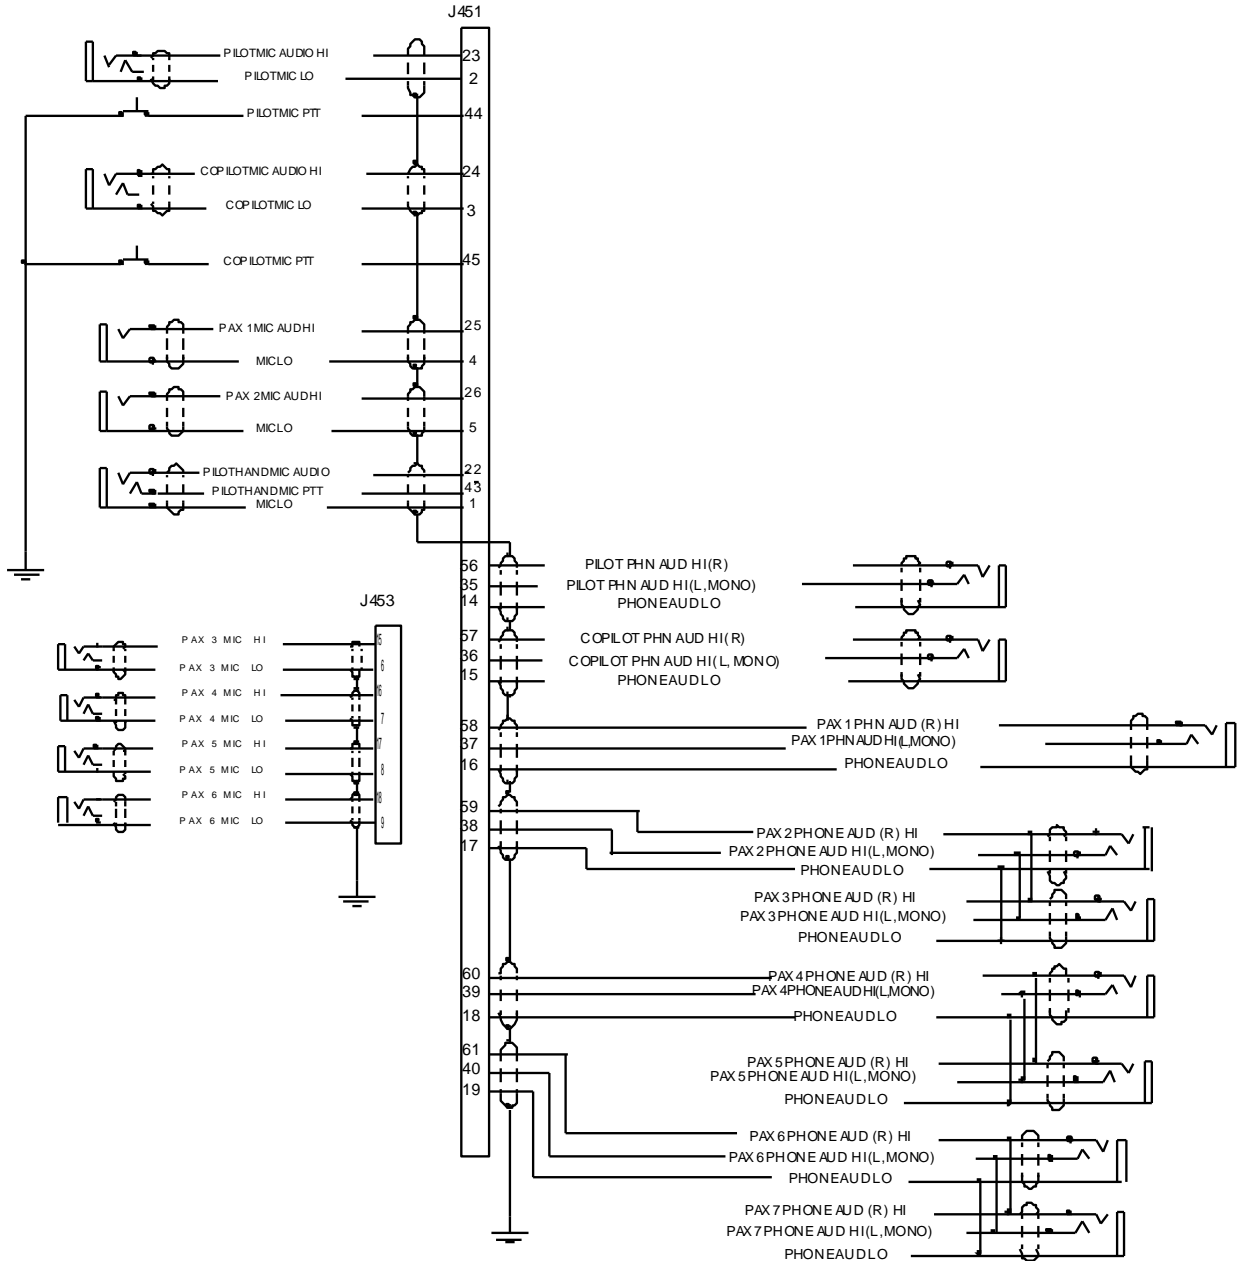 J451
PILOTMIC AUDIO HI 23
PILOTMIC LO 2
PILOTMIC PTT 44
COPILOTMIC AUDIO HI 24
COPILOTMIC LO 3
COPILOTMIC PTT 45
PAX 1MIC AUDHI 25
MICLO 4
PAX 2MIC AUDHI 26
MICLO 5
PILOTHANDMIC AUDIO 22
PILOTHANDMIC PTT 43
MICLO 1
56 PILOT PHN AUD HI(R)
35 PILOT PHN AUD HI(L,MONO)
14 PHONEAUDLO
57 COPILOT PHN AUD HI(R)
36 COPILOT PHN AUD HI(L, MONO)
15 PHONEAUDLO
58 PAX 1PHN AUD (R) HI
37 PAX 1PHNAUDHI(L,MONO)
16 PHONEAUDLO
59 PAX 2PHONE AUD (R) HI
38 PAX 2PHONE AUD HI(L,MONO)
17 PHONEAUDLO
PAX 3PHONE AUD (R) HI
PAX 3PHONE AUD HI(L,MONO)
PHONEAUDLO
60 PAX 4PHONE AUD (R) HI
39 PAX 4PHONEAUDHI(L,MONO)
18 PHONEAUDLO
61 PAX 5PHONE AUD (R) HI
40 PAX 5PHONE AUD HI(L,MONO)
19 PHONEAUDLO
PAX 6PHONE AUD (R) HI
PAX 6PHONE AUD HI(L,MONO)
PHONEAUDLO
PAX 7PHONE AUD (R) HI
PAX 7PHONE AUD HI(L,MONO)
PHONEAUDLO
J453
PAX 3 MIC HI 15
PAX 3 MIC LO 6
PAX 4 MIC HI 16
PAX 4 MIC LO 7
PAX 5 MIC HI 17
PAX 5 MIC LO 8
PAX 6 MIC HI 18
PAX 6 MIC LO 9